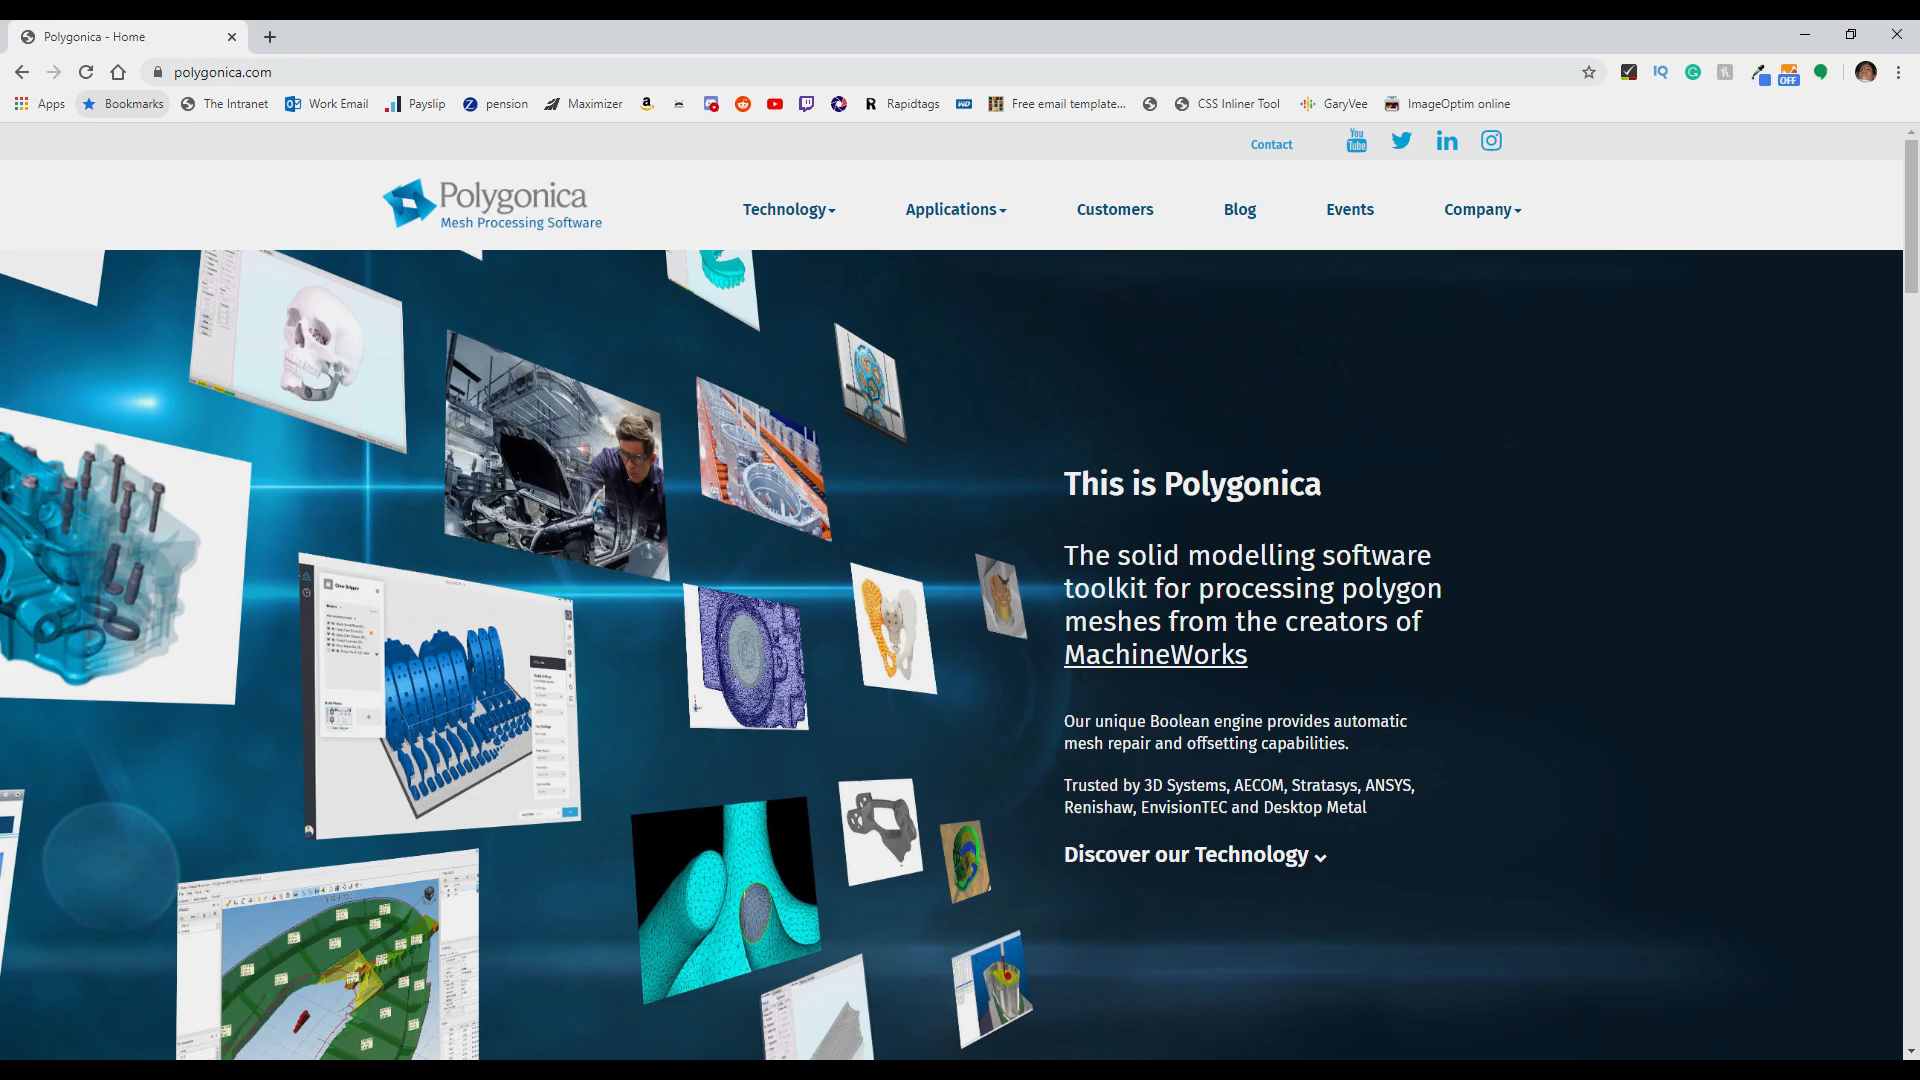 Polygonica - Home
polygonica.com
IQ
OFF
Apps
Bookmarks
The Intranet
Work Email
Payslip
pension
Maximizer
Rapidtags
Free email template...
CSS Inliner Tool
GaryVee
ImageOptim online
Contact
You
Tube
Polygonica
Mesh Processing Software
Technology
Applications
Customers
Blog
Events
Company
This is Polygonica
The solid modelling software
toolkit for processing polygon
meshes from the creators of
MachineWorks
Our unique Boolean engine provides automatic
mesh repair and offsetting capabilities.
Trusted by 3D Systems, AECOM, Stratasys, ANSYS,
Renishaw, EnvisionTEC and Desktop Metal
Discover our Technology